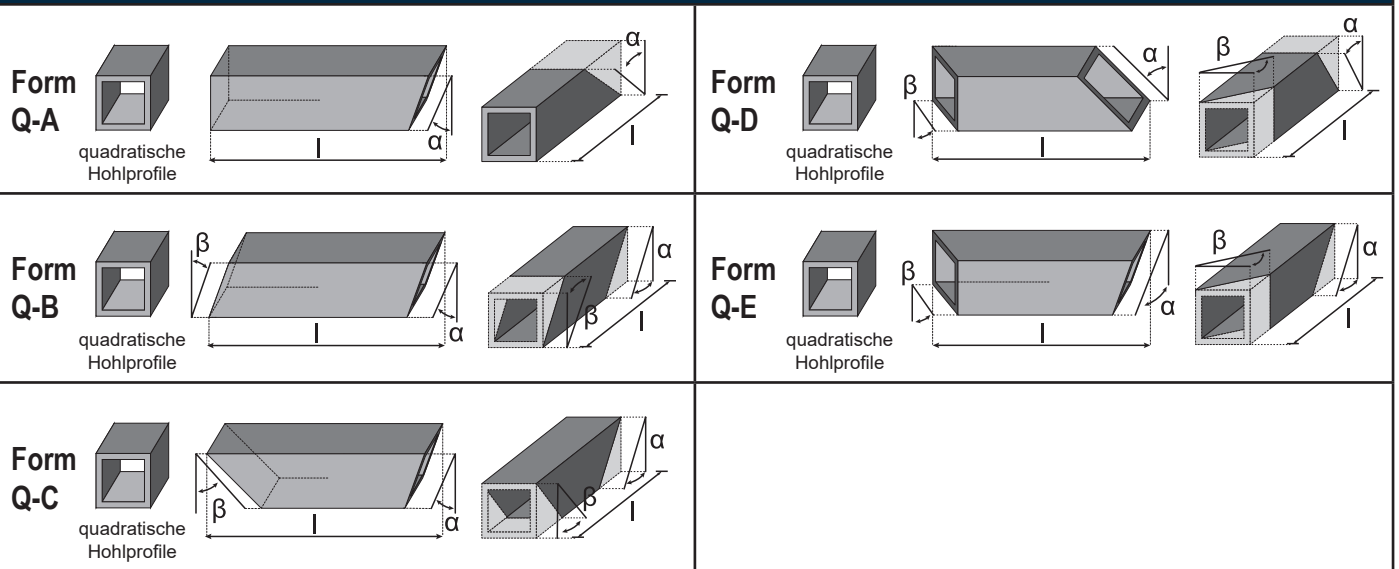 Form
Q-A
quadratische
Hohlprofile
l
α
α
l
Form
Q-D
quadratische
Hohlprofile
β
l
α
β
α
l
Form
Q-B
quadratische
Hohlprofile
β
l
α
β
α
l
Form
Q-E
quadratische
Hohlprofile
β
l
α
β
α
l
Form
Q-C
quadratische
Hohlprofile
β
l
α
β
α
l